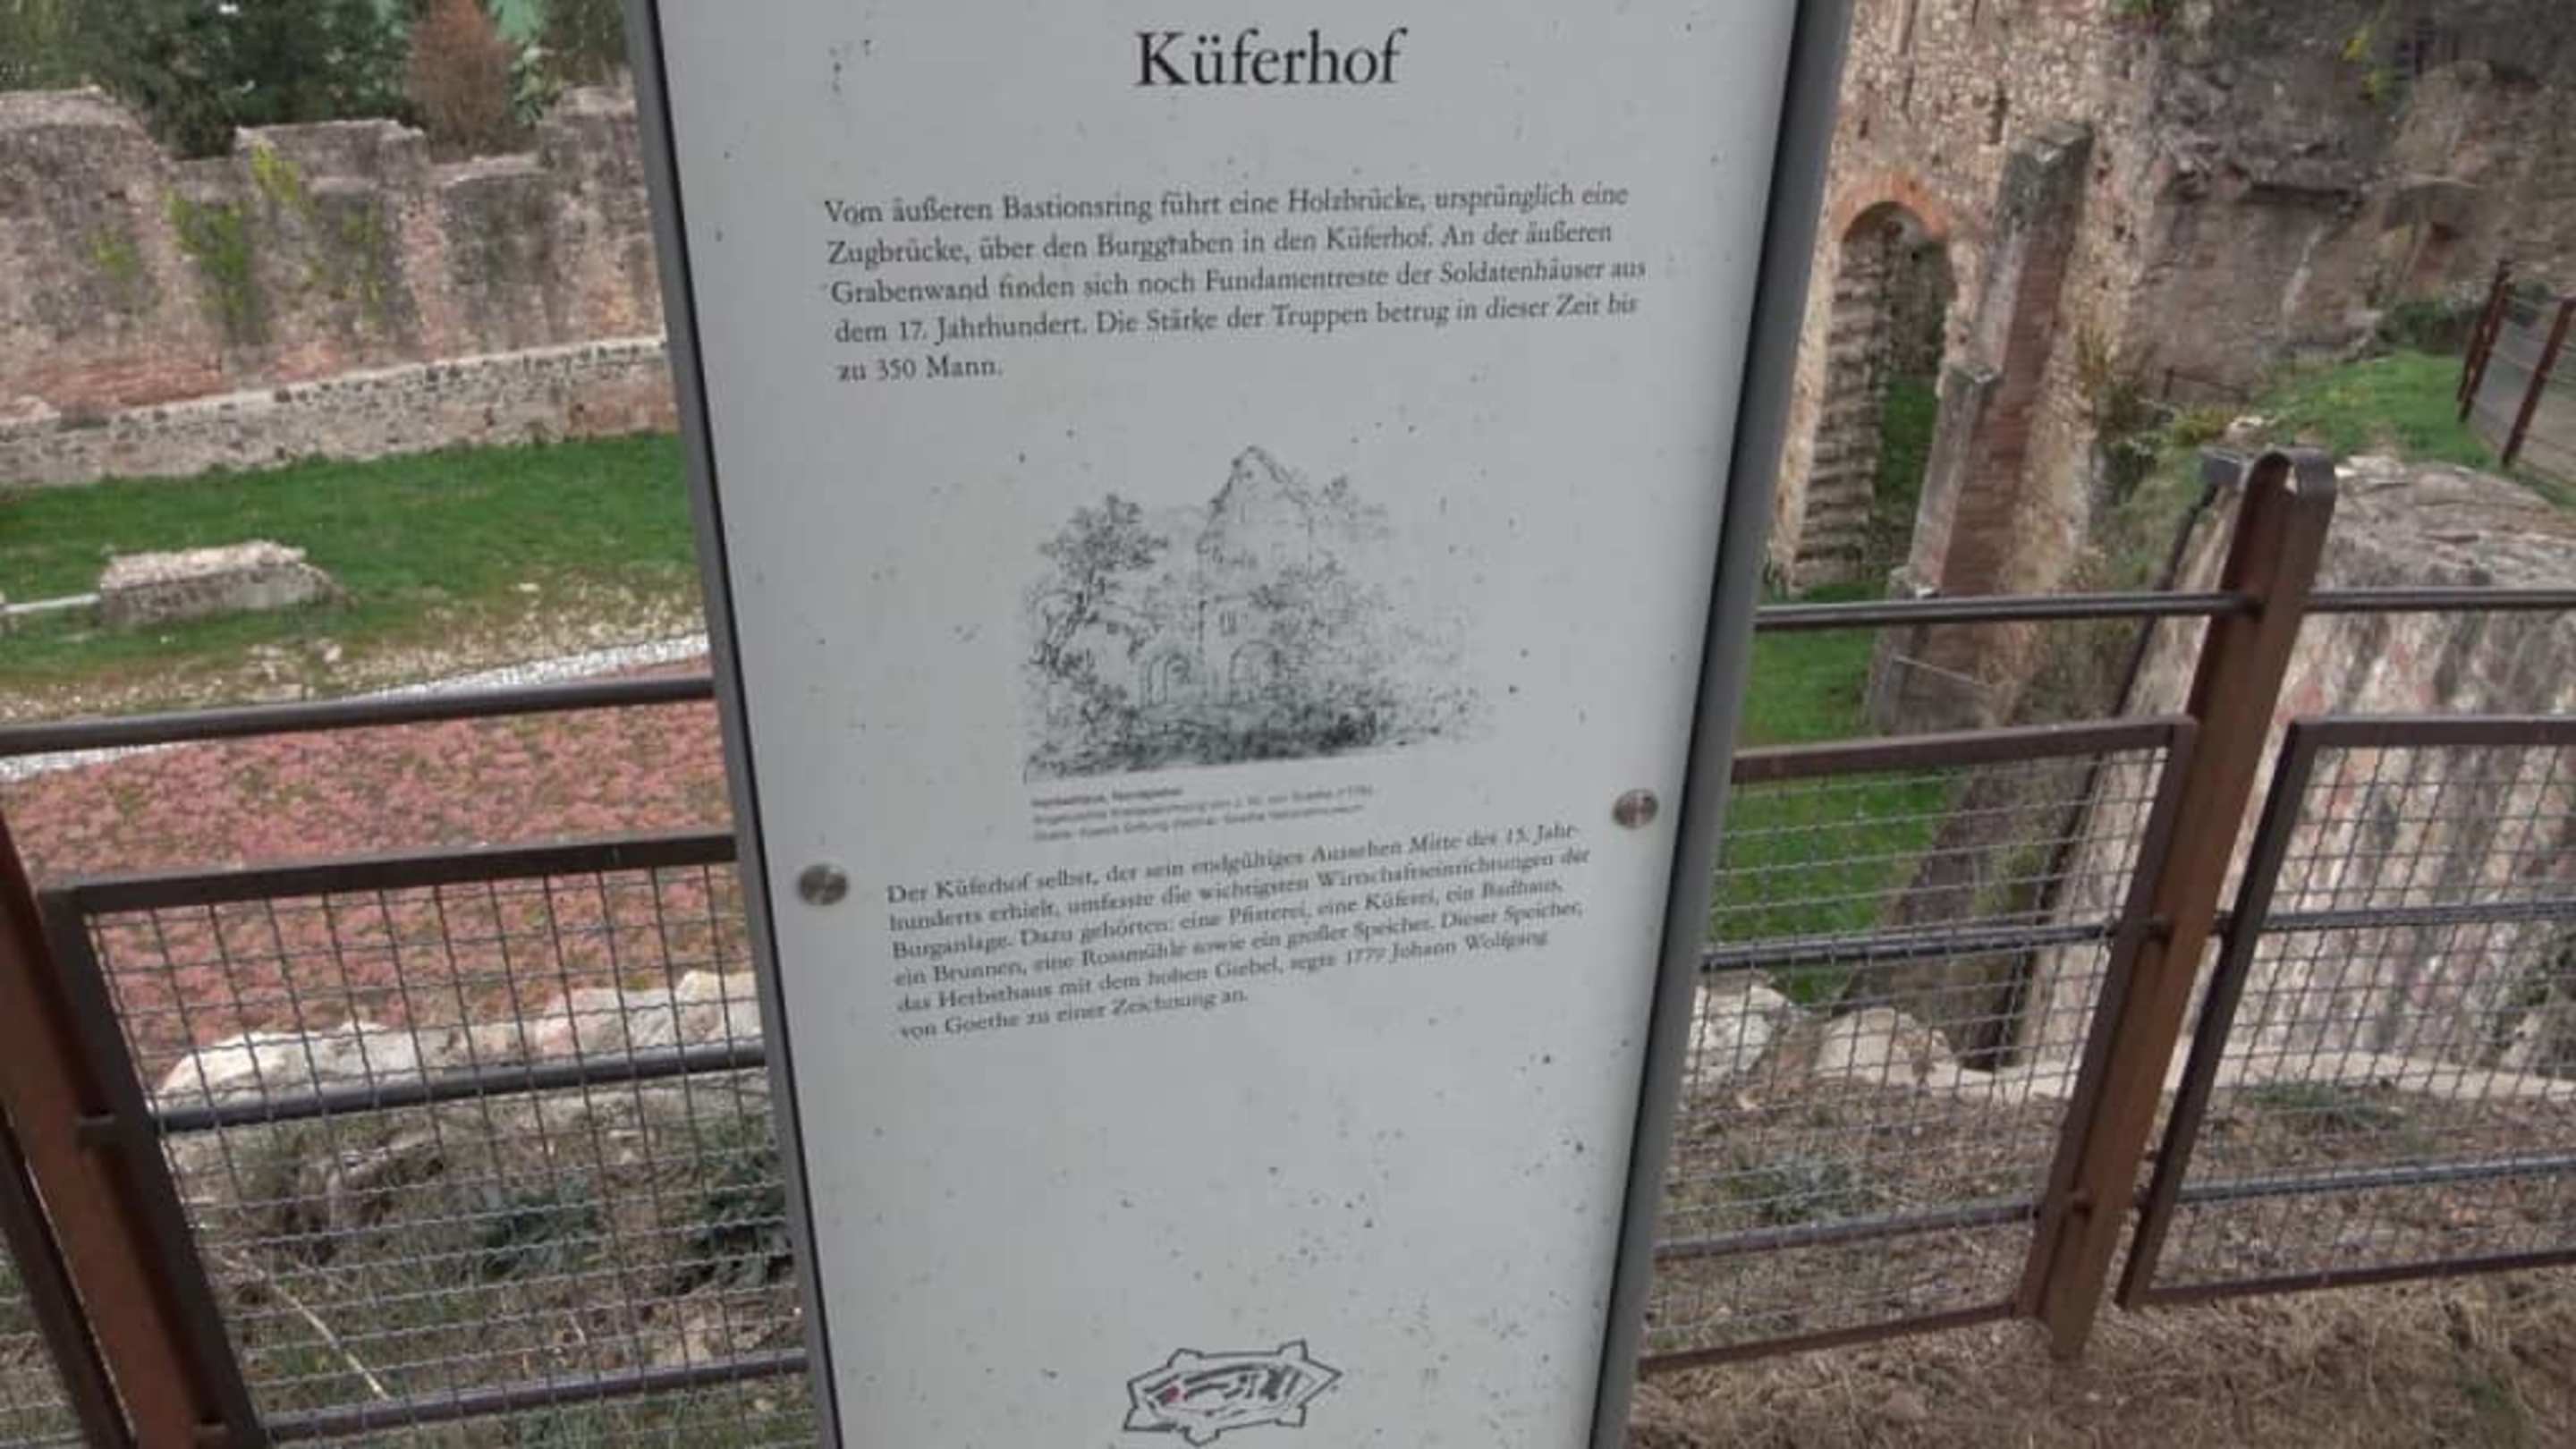 Küferhof
Vom äußeren Bastionsring führt eine Holzbrücke, ursprünglich eine
Zugbrücke, über den Burggraben in den Küferhof. An der äußeren
Grabenwand finden sich noch Fundamentreste der Soldatenhäuser aus
dem 17. Jahrhundert. Die Stärke der Truppen betrug in dieser Zeit bis
zu 350 Mann.
Der Küferhof selbst, der sein endgültiges Aussehen Mitte des 15. Jahr-
hunderts erhielt, umfasste die wichtigsten Wirtschaftseinrichtungen der
Burganlage. Dazu gehörten: eine Pfisterei, eine Küferei, ein Badhaus,
ein Brunnen, eine Rossmühle sowie ein großer Speicher. Dieser Speicher,
das Herbsthaus mit dem hohen Giebel, regte 1779 Johann Wolfgang
von Goethe zu einer Zeichnung an.